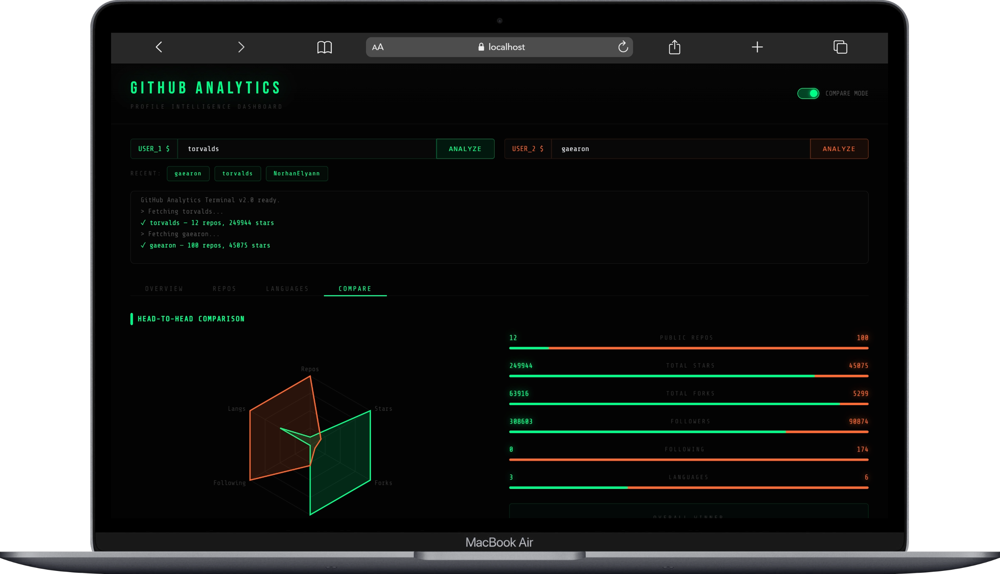 AA localhost
GITHUB ANALYTICS
PROFILE INTELLIGENCE DASHBOARD
COMPARE MODE
USER_1 $ torvalds ANALYZE
USER_2 $ gaearon ANALYZE
RECENT: gaearon torvalds NorhanElyann
GitHub Analytics Terminal v2.0 ready.
> Fetching torvalds...
✓ torvalds — 12 repos, 249944 stars
> Fetching gaearon...
✓ gaearon — 100 repos, 45075 stars
OVERVIEW REPOS LANGUAGES COMPARE
HEAD-TO-HEAD COMPARISON
Repos
Stars
Langs
Following
Forks
12 PUBLIC REPOS 100
249944 TOTAL STARS 45075
63916 TOTAL FORKS 5299
308603 FOLLOWERS 90874
0 FOLLOWING 174
3 LANGUAGES 6
OVERALL WINNER
MacBook Air